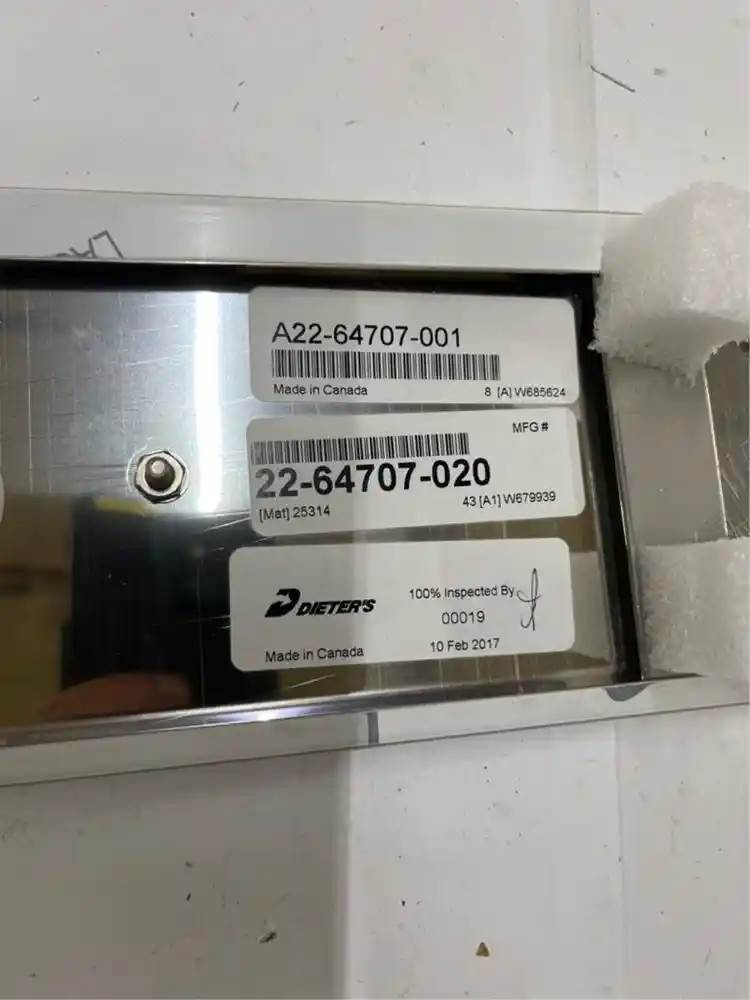 A22-64707-001
Made in Canada
8 [A] W685624
MFG #
22-64707-020
[Mat] 25314
43 [A1] W679939
DIETER'S
100% Inspected By
00019
Made in Canada
10 Feb 2017